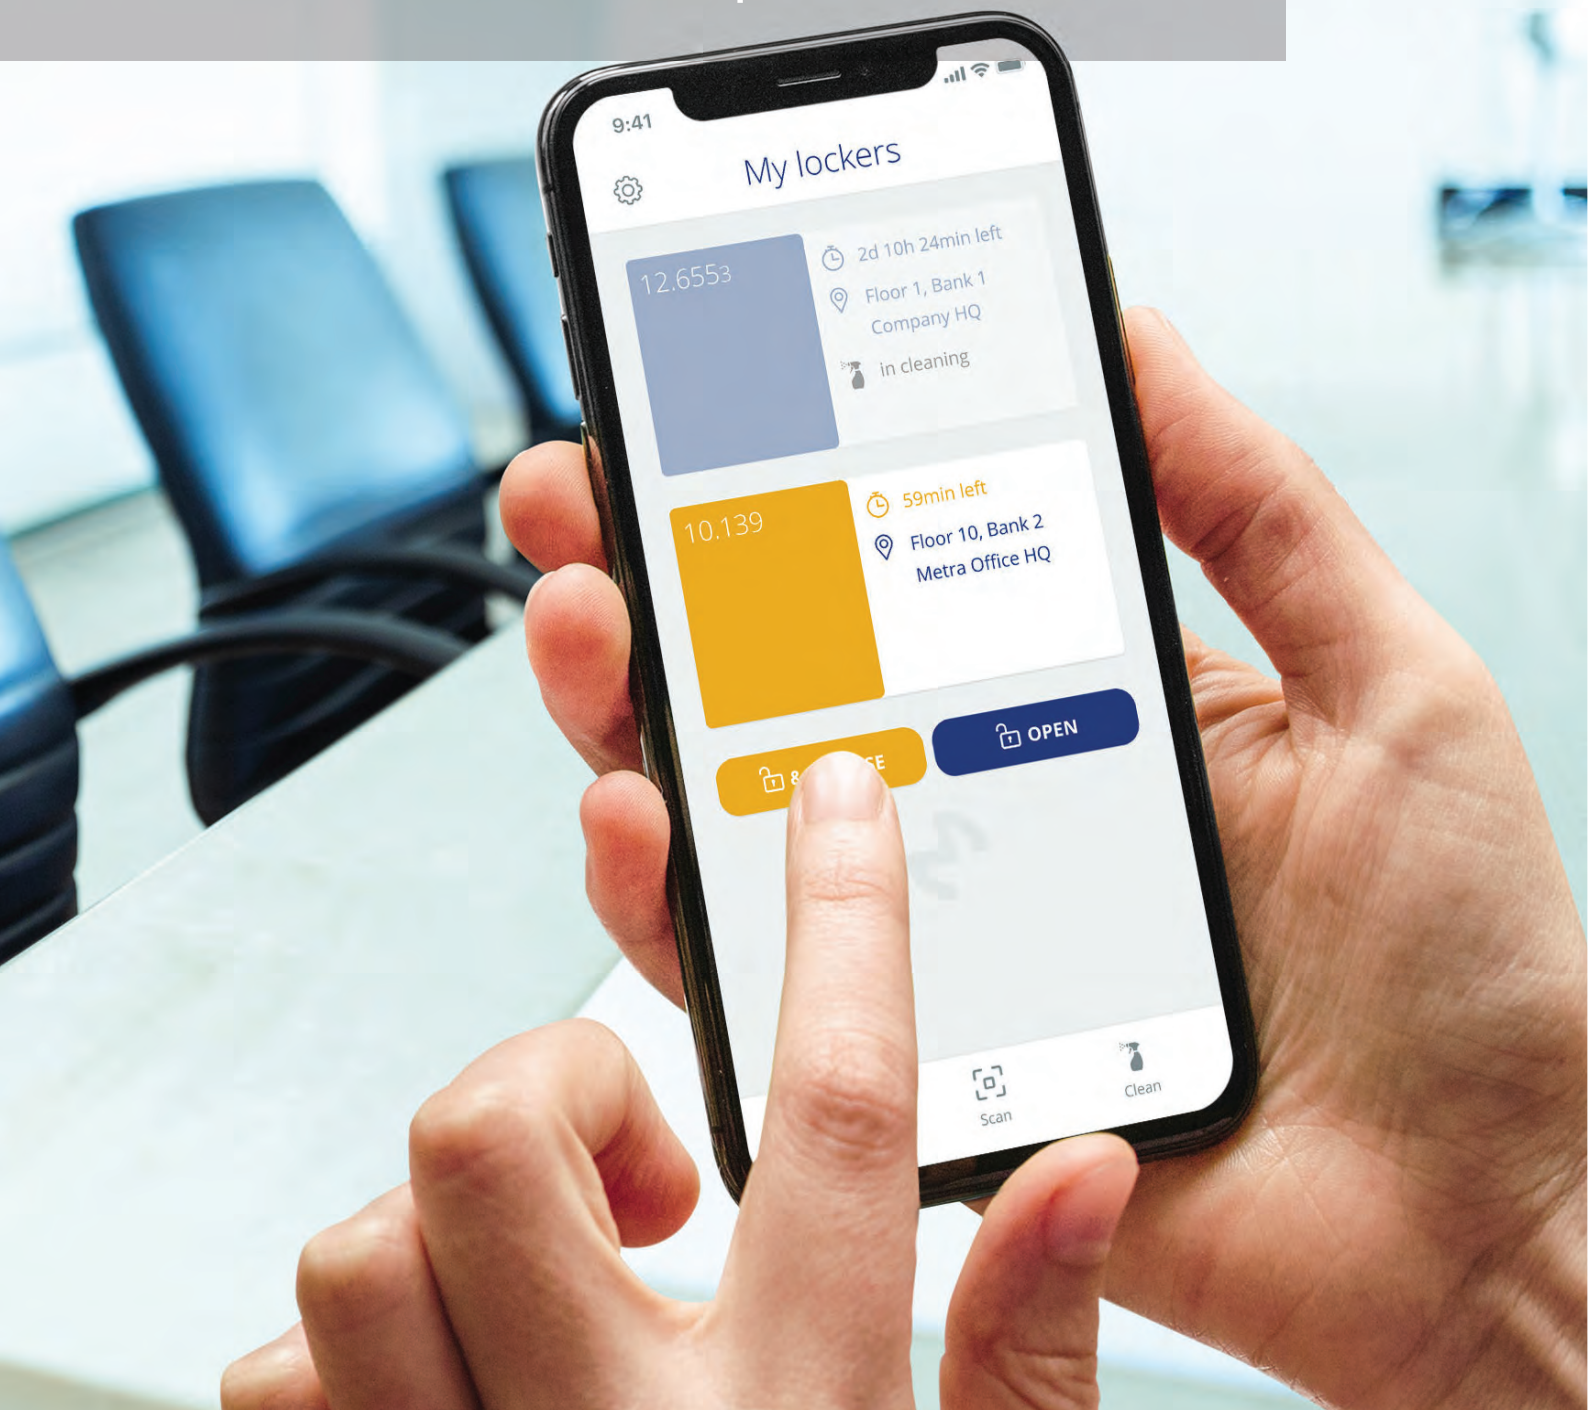 9:41
My lockers
12.6553
2d 10h 24min left
Floor 1, Bank 1
Company HQ
in cleaning
10.139
59min left
Floor 10, Bank 2
Metra Office HQ
&
OPEN
Scan
Clean